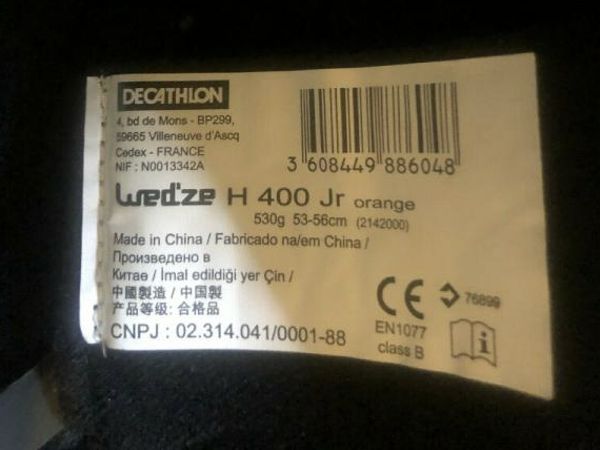 DECATHLON
4, bd de Mons - BP299,
59665 Villeneuve d'Ascq
Cedex - FRANCE
NIF : N0013342A
3 608449 886048
Wed'ze H 400 Jr orange
530g 53-56cm (2142000)
Made in China / Fabricado na/em China /
Произведено в
Китае / İmal edildiği yer Çin /
中國製造 / 中国製
产品等级: 合格品
CNPJ : 02.314.041/0001-88
CE
76899
EN1077
class B
i